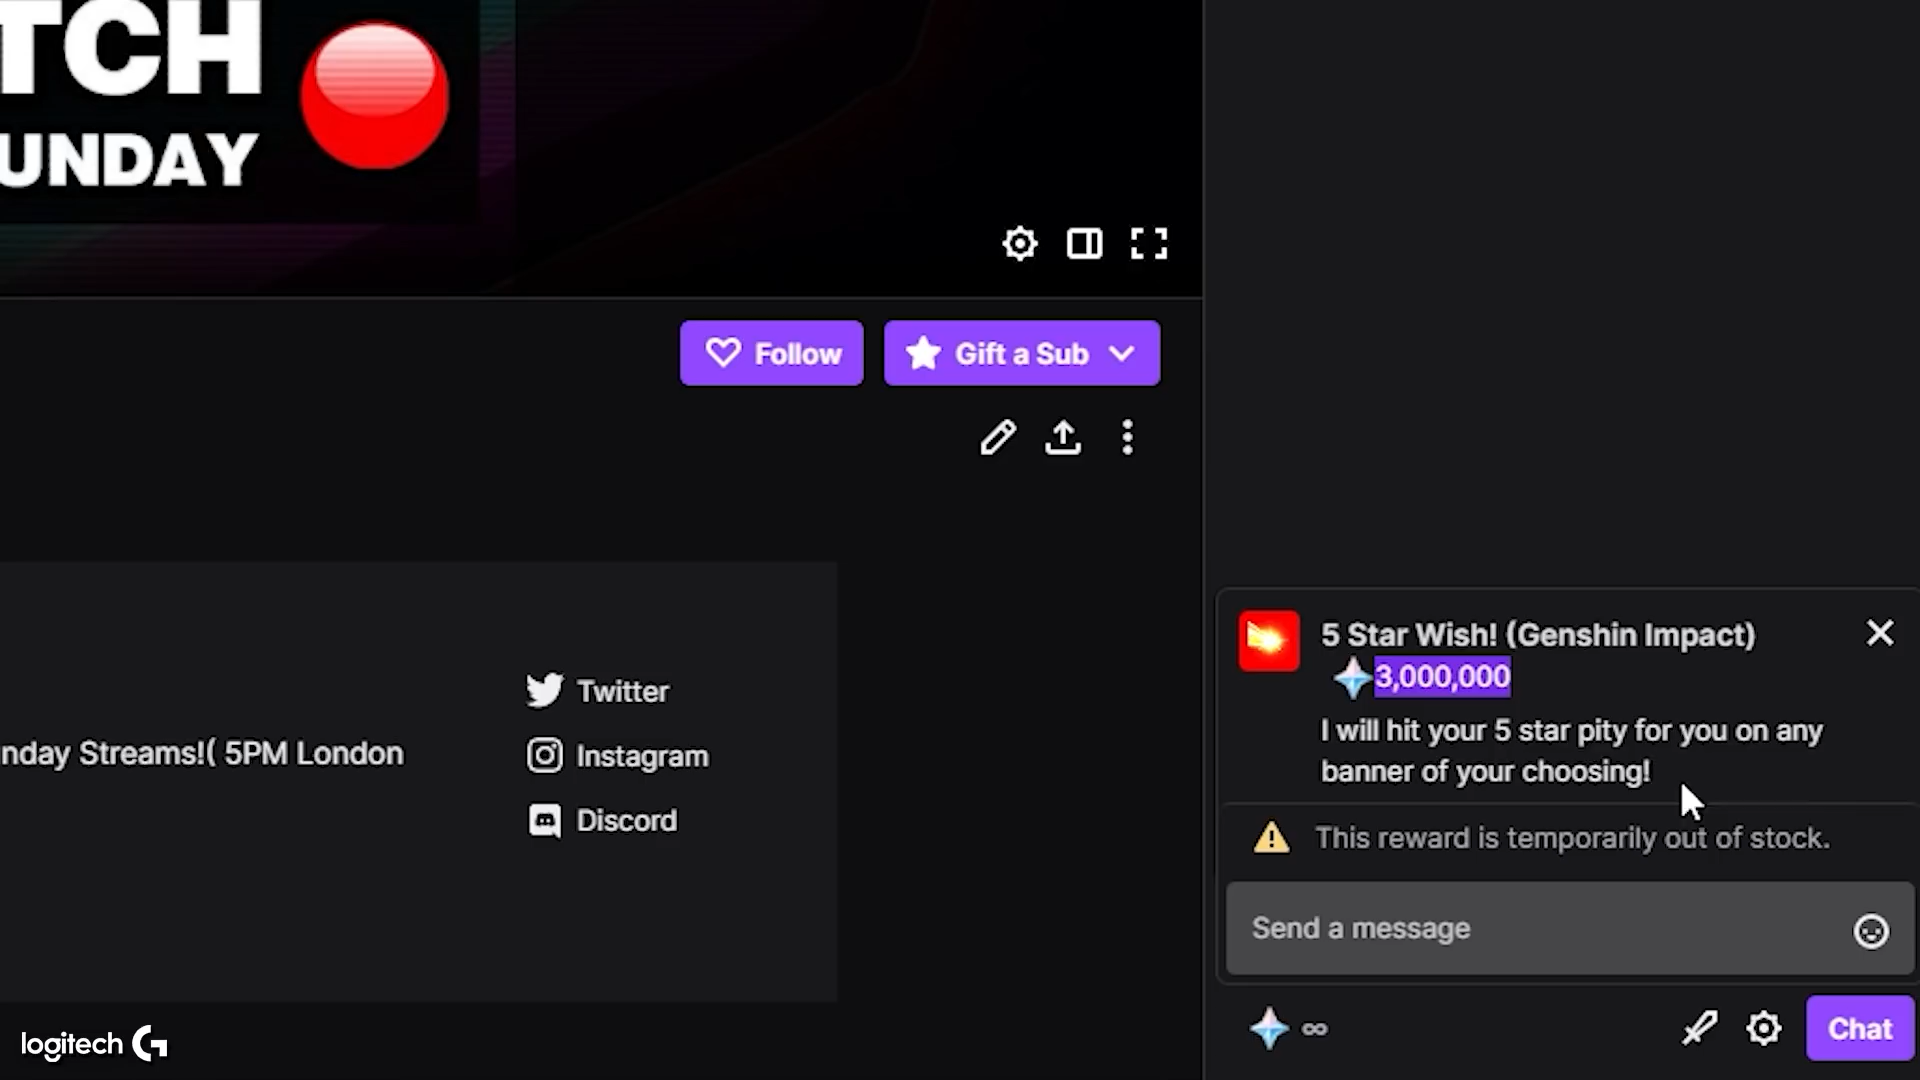 TCH
UNDAY
Follow
Gift a Sub
nday Streams!( 5PM London
Twitter
Instagram
Discord
5 Star Wish! (Genshin Impact)
3,000,000
I will hit your 5 star pity for you on any
banner of your choosing!
This reward is temporarily out of stock.
Send a message
∞
Chat
logitech G